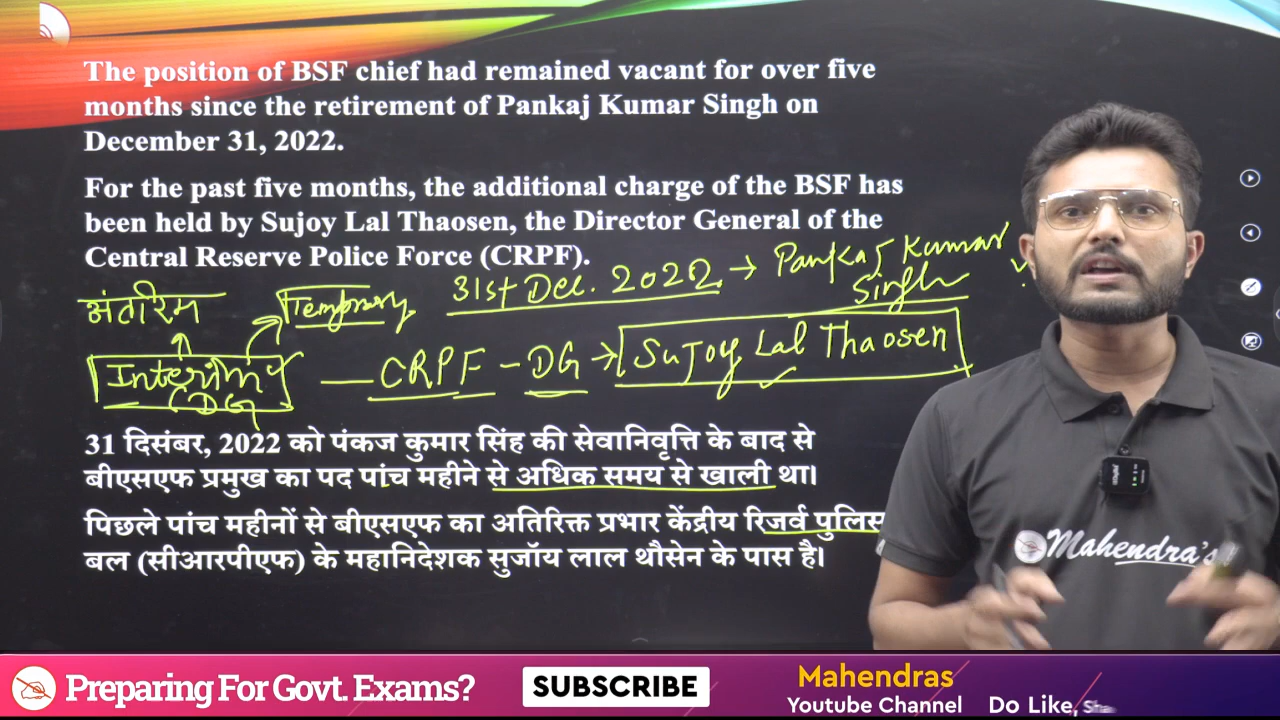 The position of BSF chief had remained vacant for over five
months since the retirement of Pankaj Kumar Singh on
December 31, 2022.
For the past five months, the additional charge of the BSF has
been held by Sujoy Lal Thaosen, the Director General of the
Central Reserve Police Force (CRPF).
अंतरिम
Temporary
31st Dec. 2022 → Pankaj Kumar
Singh
Interim — CRPF - DG → Sujoy Lal Thaosen
(DG
31 दिसंबर, 2022 को पंकज कुमार सिंह की सेवानिवृत्ति के बाद से
बीएसएफ प्रमुख का पद पांच महीने से अधिक समय से खाली था।
पिछले पांच महीनों से बीएसएफ का अतिरिक्त प्रभार केंद्रीय रिजर्व पुलिस
बल (सीआरपीएफ) के महानिदेशक सुजॉय लाल थौसेन के पास है।
Mahendra's
Preparing For Govt. Exams?
SUBSCRIBE
Mahendras
Youtube Channel Do Like, Sha